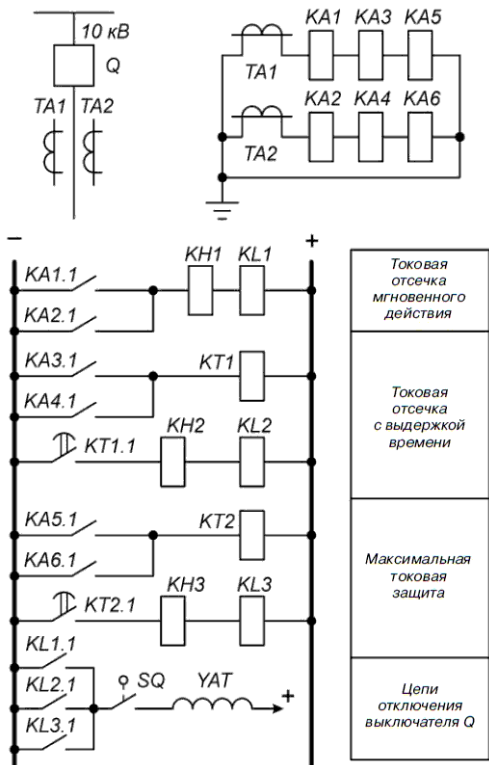 10 кВ
Q
TA1 TA2
KA1 KA3 KA5
TA1
KA2 KA4 KA6
TA2
– +
KA1.1
KH1 KL1
KA2.1
Токовая
отсечка
мгновенного
действия
KA3.1
KT1
KA4.1
KT1.1
KH2 KL2
Токовая
отсечка
с выдержкой
времени
KA5.1
KT2
KA6.1
KT2.1
KH3 KL3
Максимальная
токовая
защита
KL1.1
KL2.1
SQ YAT +
KL3.1
Цепи
отключения
выключателя Q